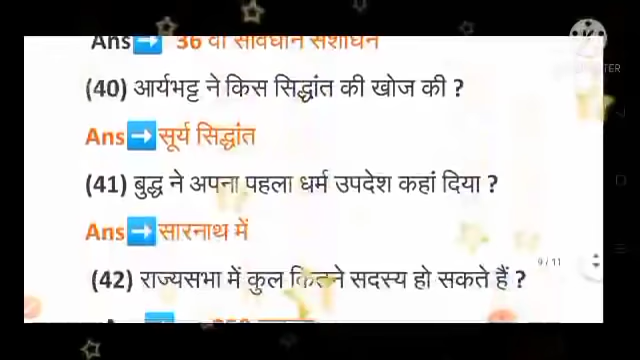 Ans➡ 36 वां संविधान संशोधन
(40) आर्यभट्ट ने किस सिद्धांत की खोज की ?
Ans➡सूर्य सिद्धांत
(41) बुद्ध ने अपना पहला धर्म उपदेश कहां दिया ?
Ans➡सारनाथ में
9 / 11
(42) राज्यसभा में कुल कितने सदस्य हो सकते हैं ?